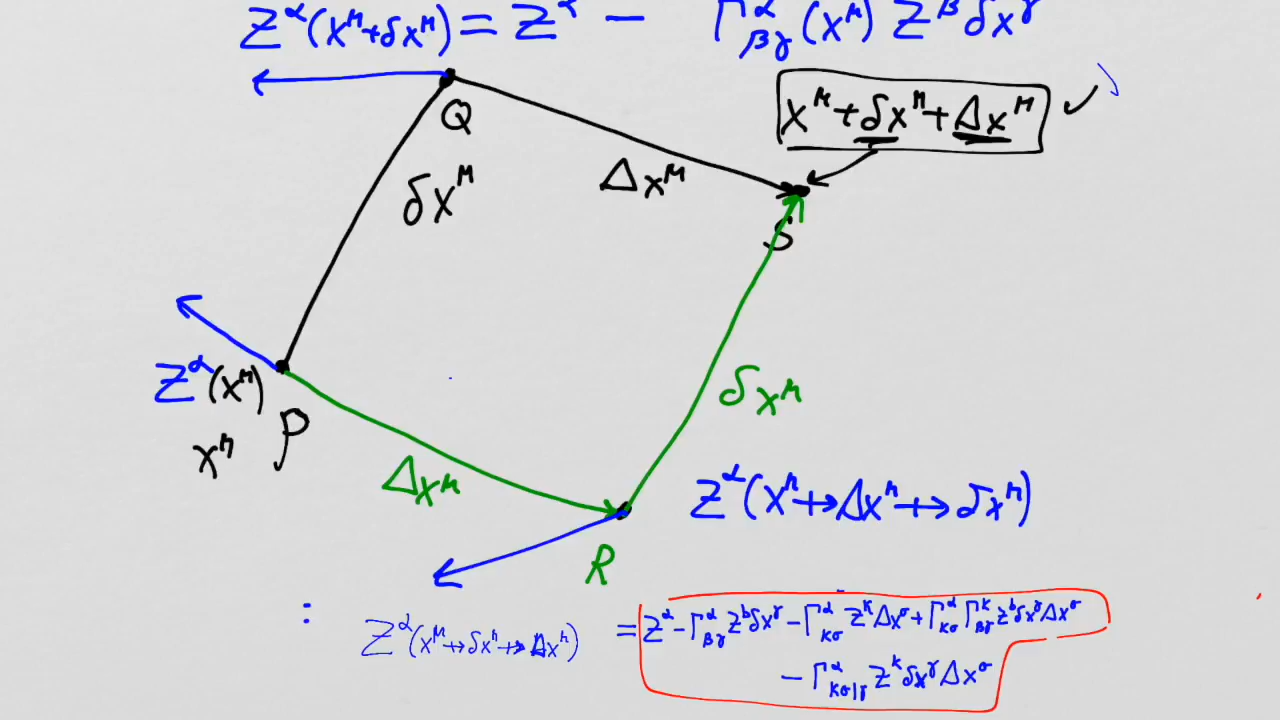 Z^α(x^μ+δx^μ) = Z^α − Γ^α_βγ(x^μ) Z^β δx^γ
Q
x^μ+δx^μ+Δx^μ ✓
δx^μ
Δx^μ
S
Z^α(x^μ)
P
x^μ
δx^μ
Δx^μ
Z^α(x^μ→Δx^μ→δx^μ)
R
:
Z^α(x^μ→δx^μ→Δx^μ) = Z^α − Γ^α_βγ Z^b δx^γ − Γ^α_κσ Z^κ Δx^σ + Γ^α_κσ Γ^κ_βγ Z^b δx^γ Δx^σ
− Γ^α_κσ|γ Z^κ δx^γ Δx^σ